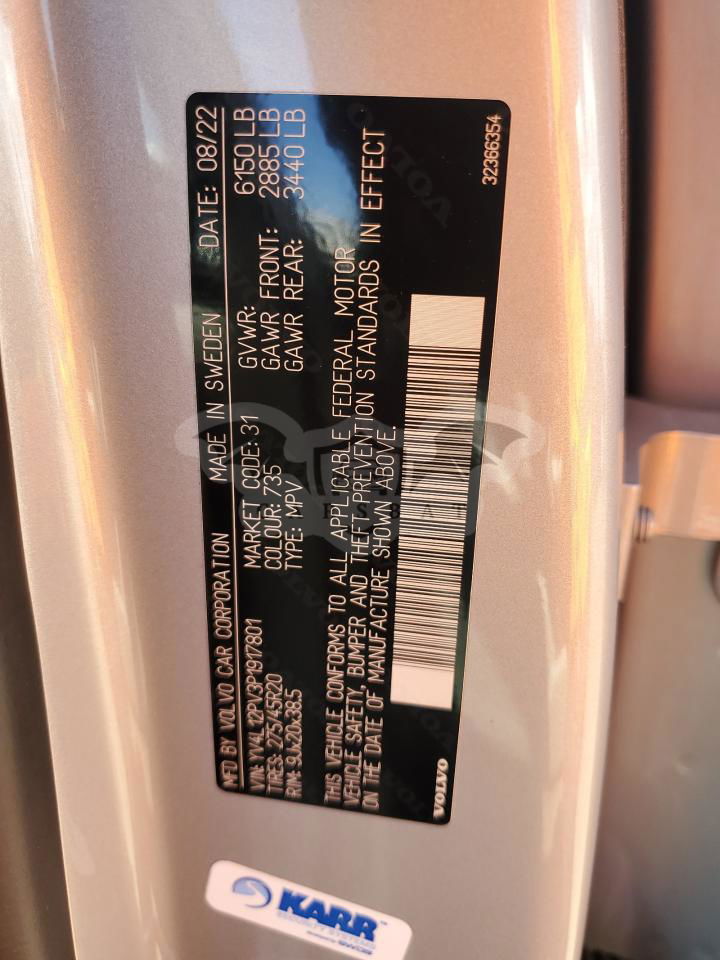 MFD BY VOLVO CAR CORPORATION MADE IN SWEDEN DATE: 08/22
VIN: YV4L12PV3P1917801 MARKET CODE: 31 GVWR: 6150 LB
TIRES: 275/45R20 COLOUR: 735 GAWR FRONT: 2885 LB
RIM: 9Jx20x38.5 TYPE: MPV GAWR REAR: 3440 LB
THIS VEHICLE CONFORMS TO ALL APPLICABLE FEDERAL MOTOR
VEHICLE SAFETY, BUMPER AND THEFT PREVENTION STANDARDS IN EFFECT
ON THE DATE OF MANUFACTURE SHOWN ABOVE.
VOLVO
32366354
KARR
SECURITY SYSTEMS